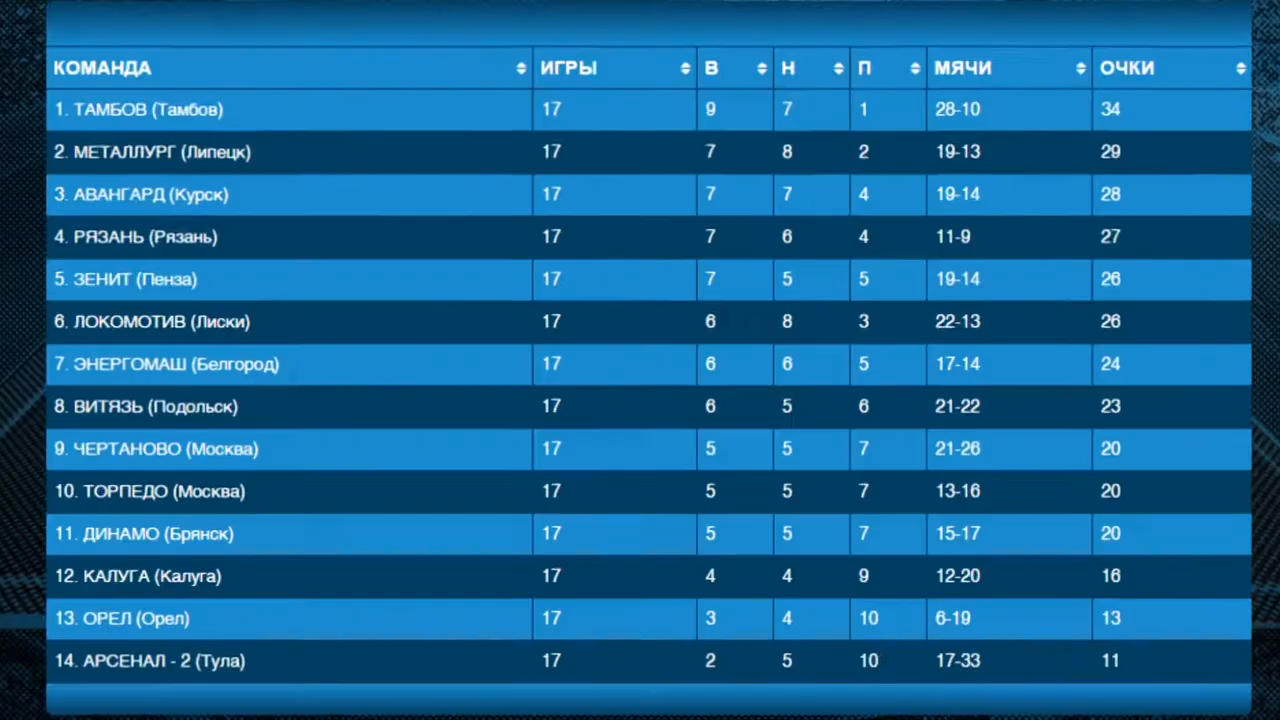 КОМАНДА ИГРЫ В Н П МЯЧИ ОЧКИ
1. ТАМБОВ (Тамбов) 17 9 7 1 28-10 34
2. МЕТАЛЛУРГ (Липецк) 17 7 8 2 19-13 29
3. АВАНГАРД (Курск) 17 7 7 4 19-14 28
4. РЯЗАНЬ (Рязань) 17 7 6 4 11-9 27
5. ЗЕНИТ (Пенза) 17 7 5 5 19-14 26
6. ЛОКОМОТИВ (Лиски) 17 6 8 3 22-13 26
7. ЭНЕРГОМАШ (Белгород) 17 6 6 5 17-14 24
8. ВИТЯЗЬ (Подольск) 17 6 5 6 21-22 23
9. ЧЕРТАНОВО (Москва) 17 5 5 7 21-26 20
10. ТОРПЕДО (Москва) 17 5 5 7 13-16 20
11. ДИНАМО (Брянск) 17 5 5 7 15-17 20
12. КАЛУГА (Калуга) 17 4 4 9 12-20 16
13. ОРЕЛ (Орел) 17 3 4 10 6-19 13
14. АРСЕНАЛ - 2 (Тула) 17 2 5 10 17-33 11